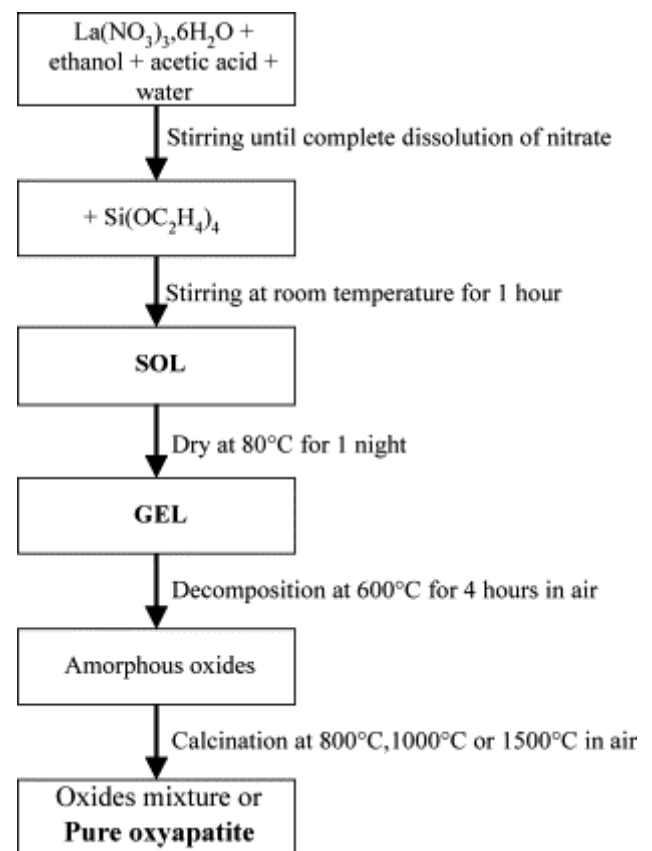 La(NO₃)₃,6H₂O +
ethanol + acetic acid +
water
Stirring until complete dissolution of nitrate
+ Si(OC₂H₄)₄
Stirring at room temperature for 1 hour
SOL
Dry at 80°C for 1 night
GEL
Decomposition at 600°C for 4 hours in air
Amorphous oxides
Calcination at 800°C,1000°C or 1500°C in air
Oxides mixture or
Pure oxyapatite